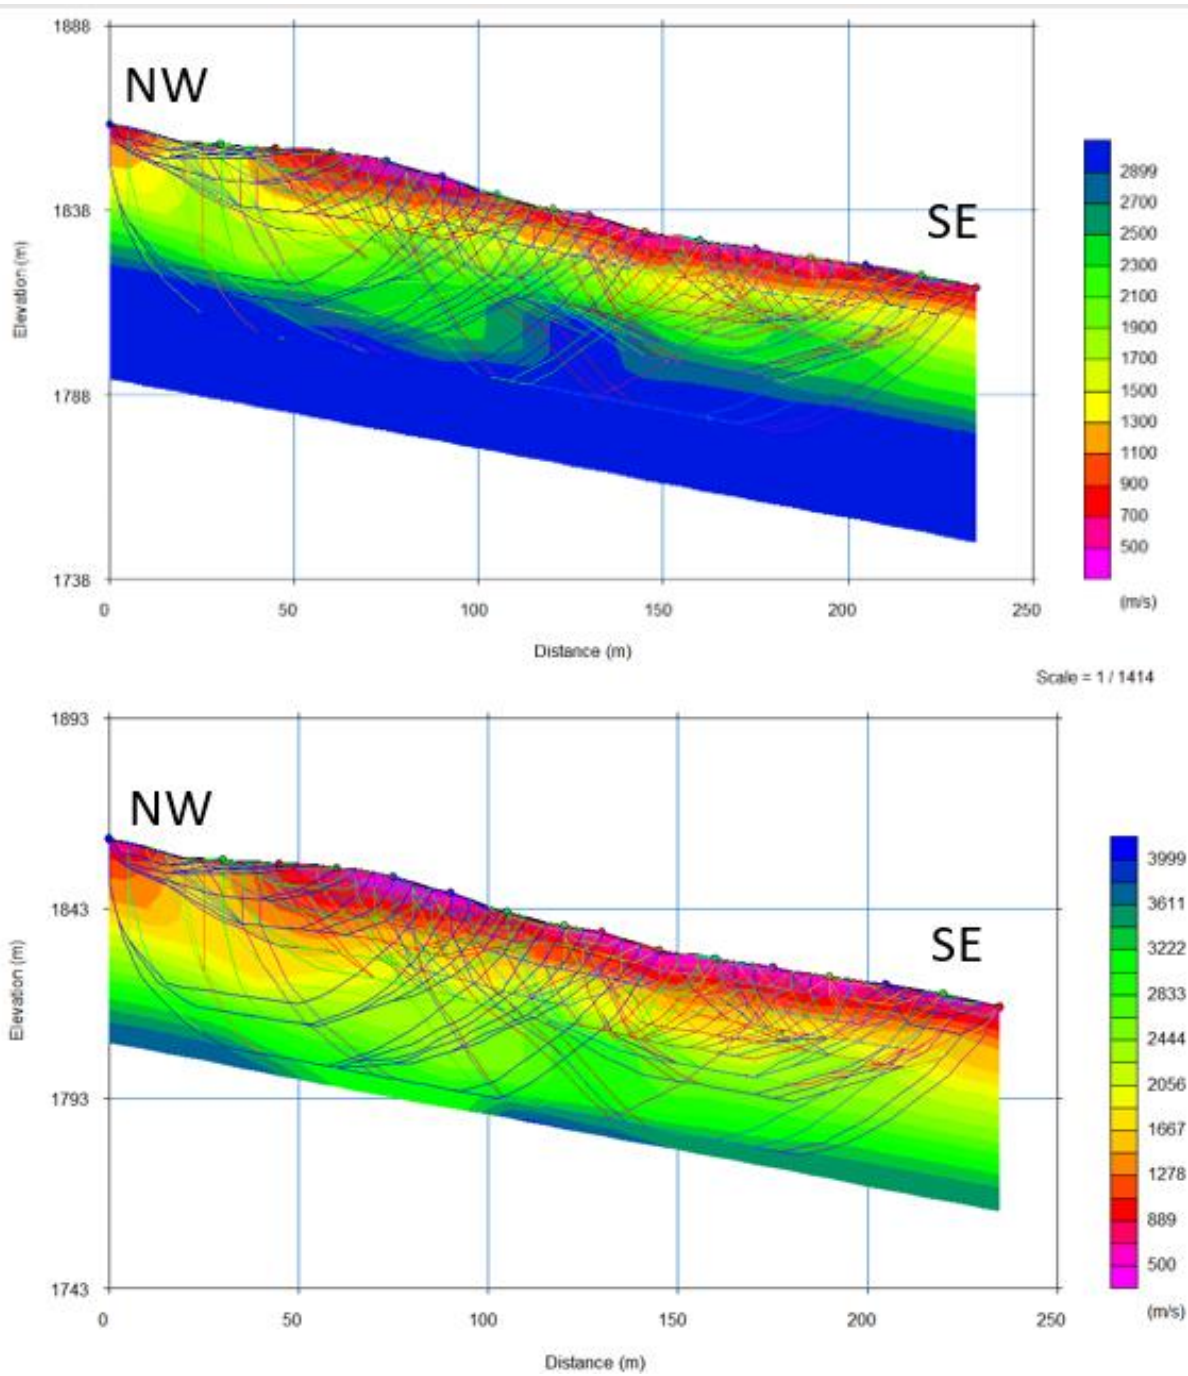 1888
NW
1838
SE
Elevation (m)
1788
1738
0 50 100 150 200 250
Distance (m)
2899
2700
2500
2300
2100
1900
1700
1500
1300
1100
900
700
500
(m/s)
Scale = 1 / 1414
1893
NW
1843
SE
Elevation (m)
1793
1743
0 50 100 150 200 250
Distance (m)
3999
3611
3222
2833
2444
2056
1667
1278
889
500
(m/s)